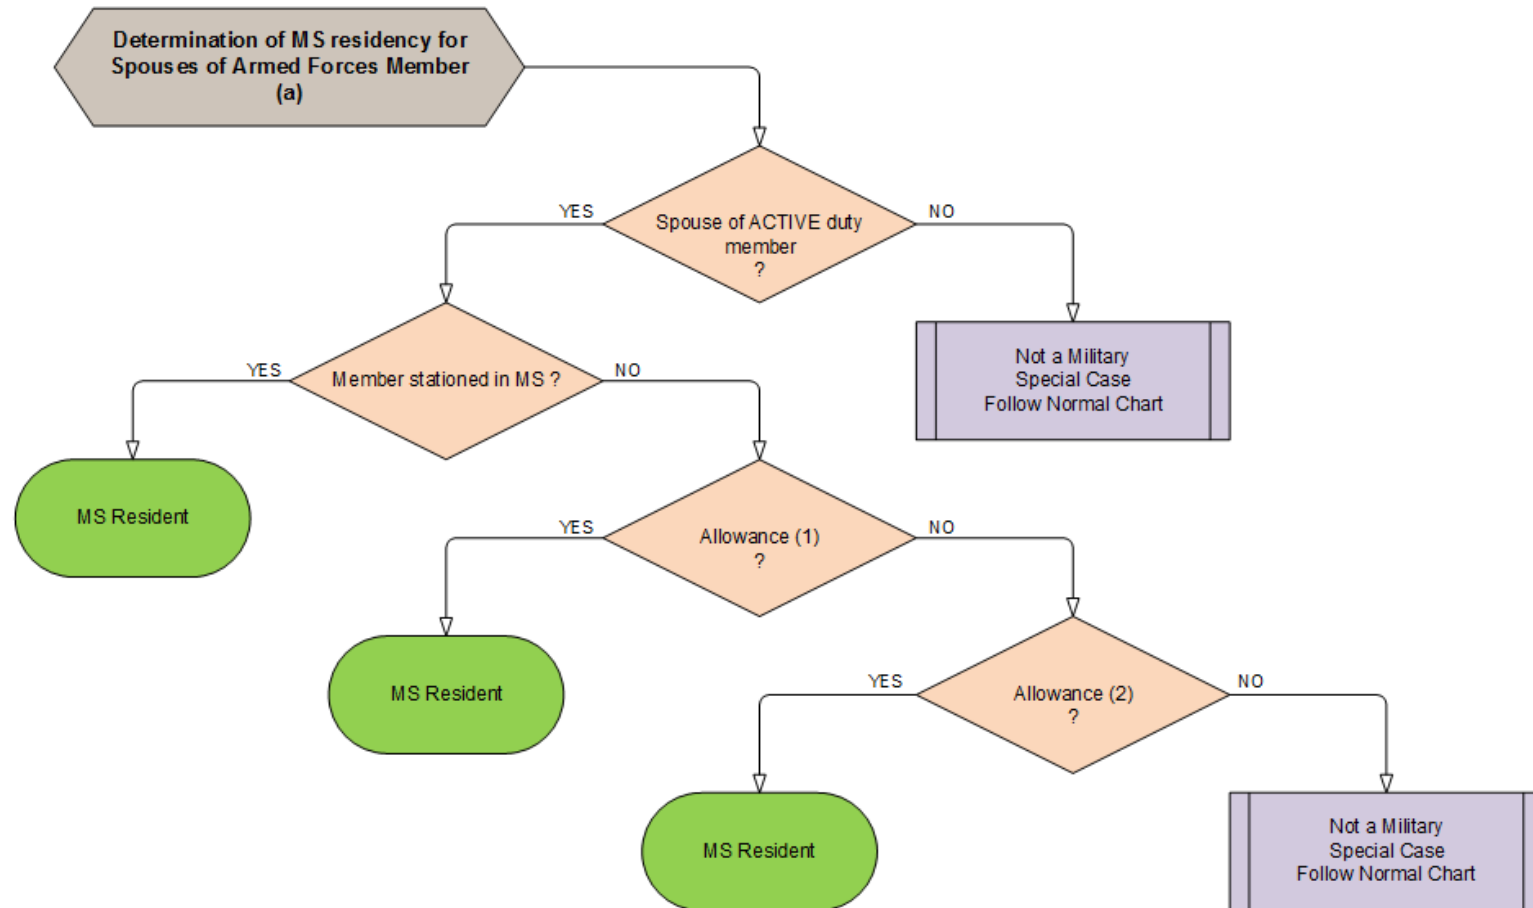 Determination of MS residency for
Spouses of Armed Forces Member
(a)
YES
Spouse of ACTIVE duty
member
?
NO
YES
Member stationed in MS ?
NO
Not a Military
Special Case
Follow Normal Chart
MS Resident
YES
Allowance (1)
?
NO
MS Resident
YES
Allowance (2)
?
NO
MS Resident
Not a Military
Special Case
Follow Normal Chart